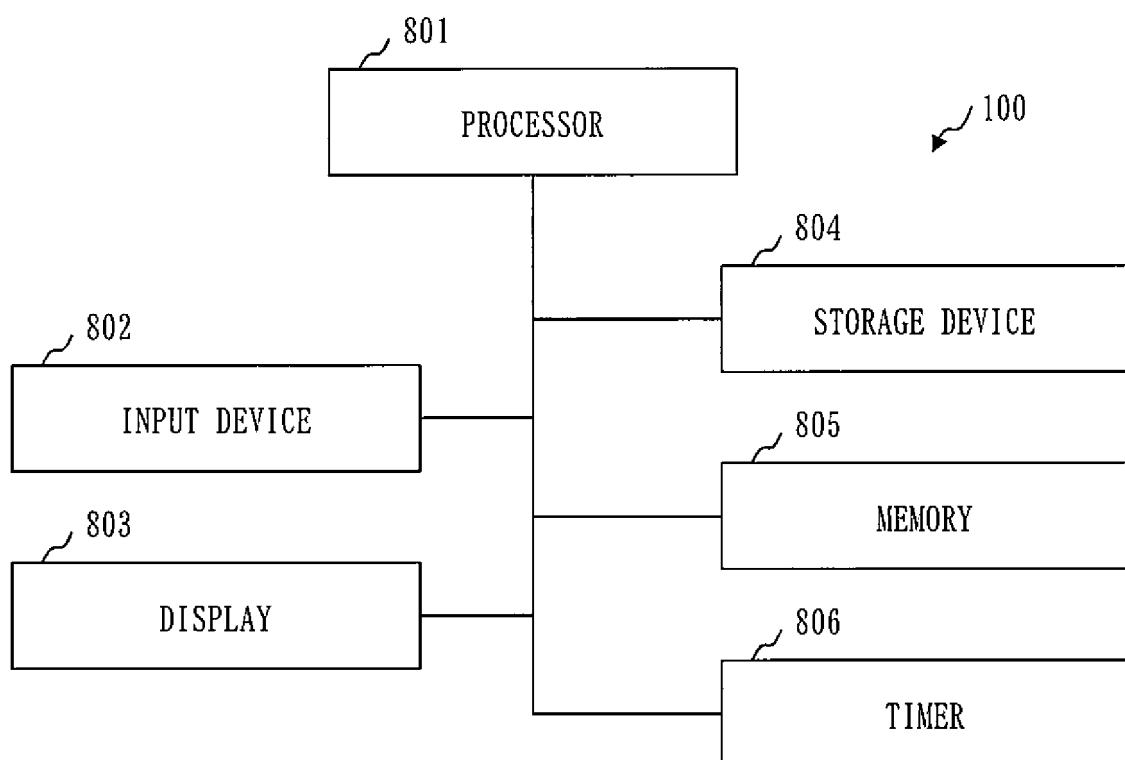 801
PROCESSOR
100
804
STORAGE DEVICE
802
INPUT DEVICE
805
MEMORY
803
DISPLAY
806
TIMER